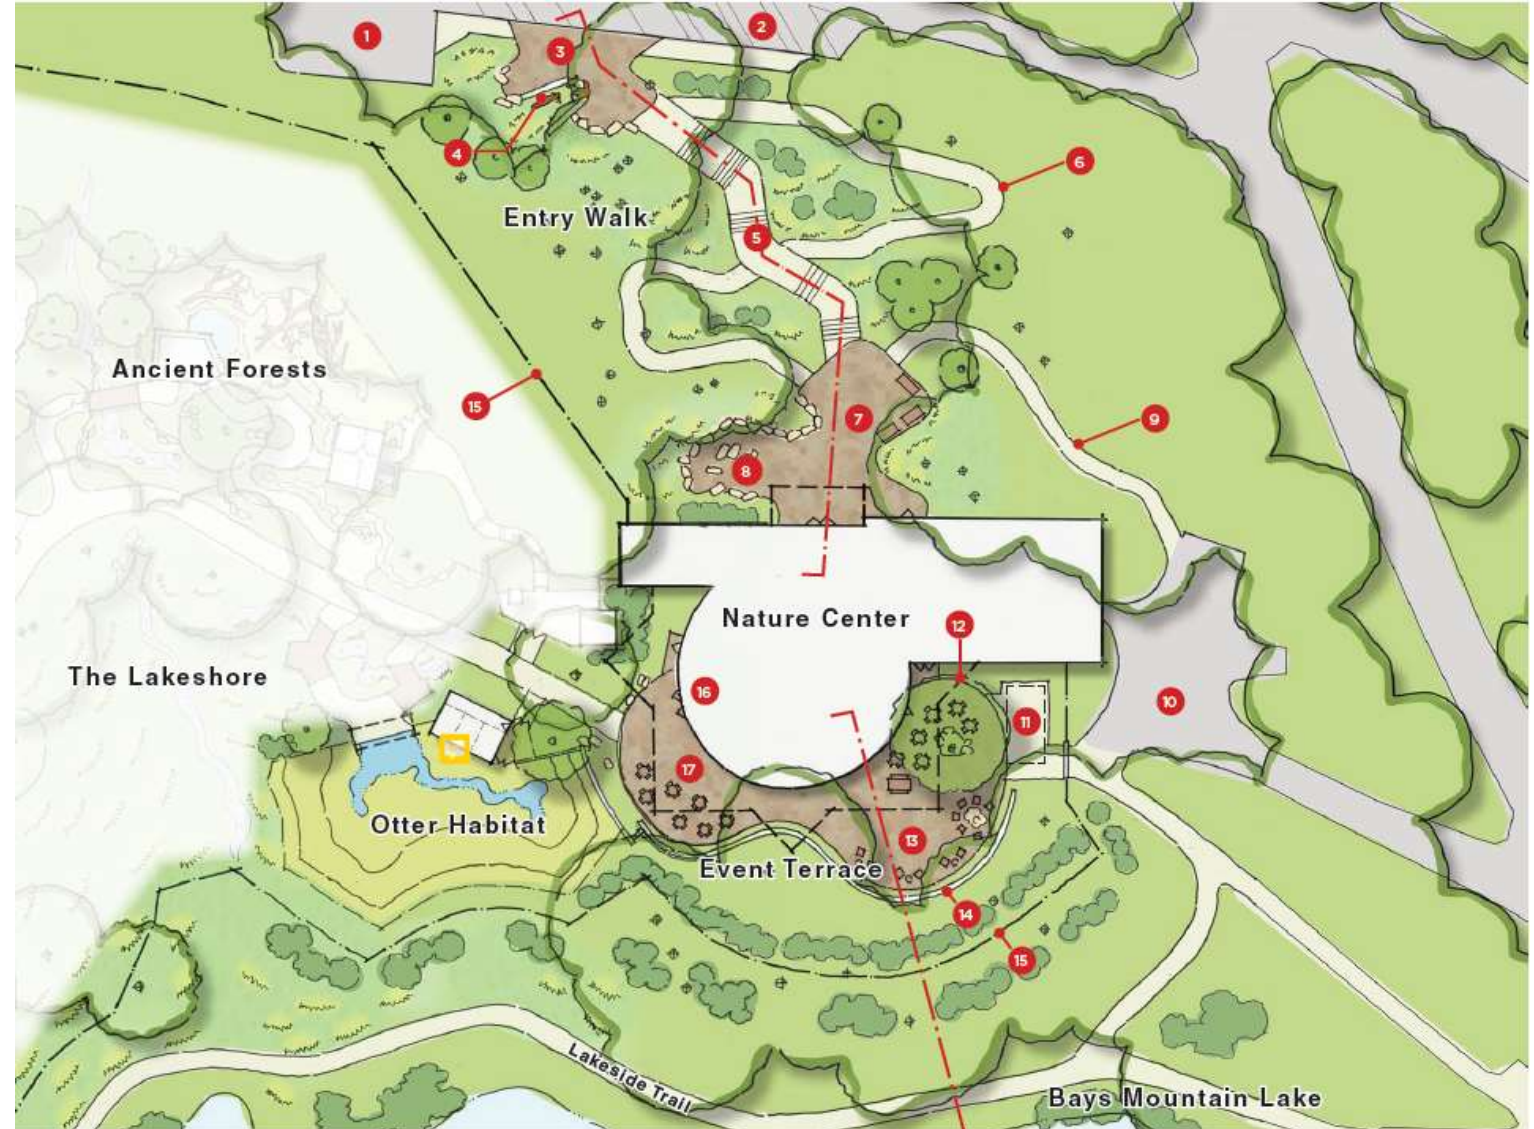 1
2
3
4
6
Entry Walk
5
Ancient Forests
15
7
9
8
Nature Center
12
The Lakeshore
16
10
11
17
Otter Habitat
13
Event Terrace
14
15
Lakeside Trail
Bays Mountain Lake